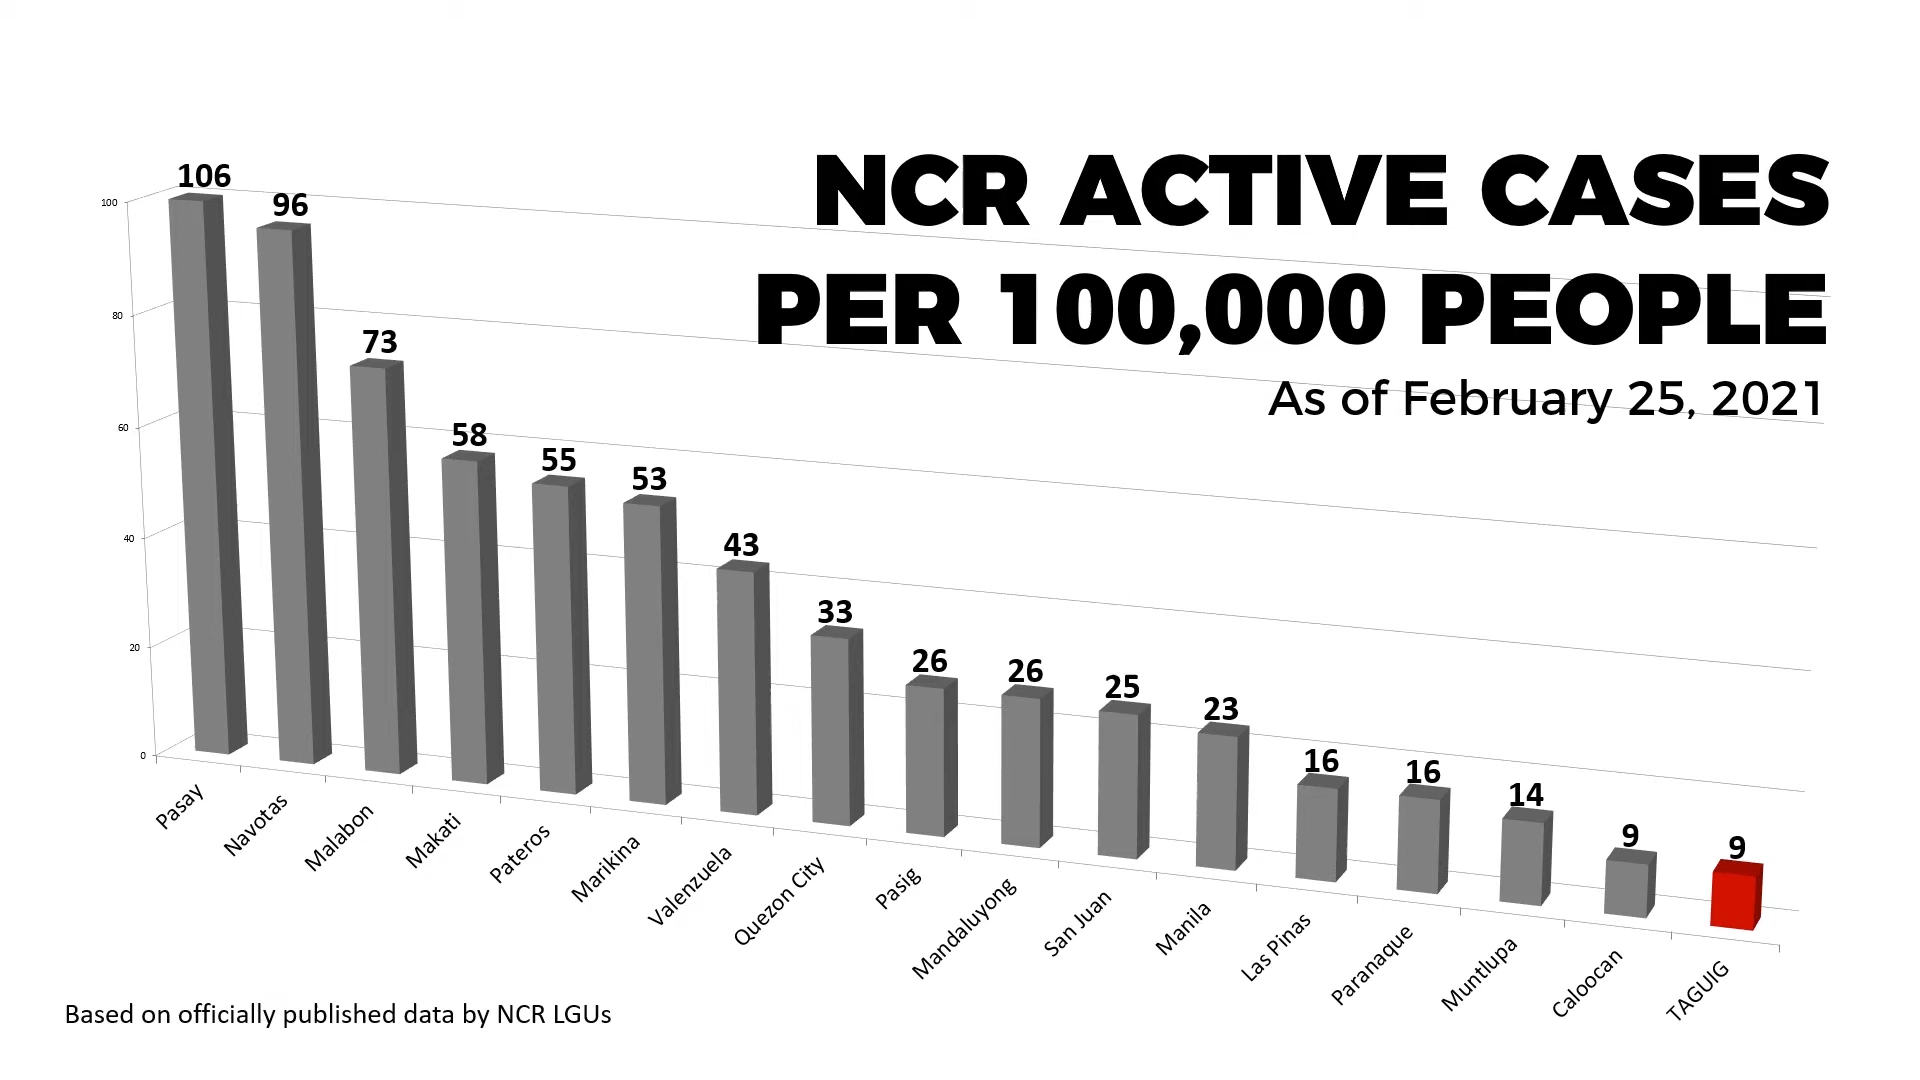 NCR ACTIVE CASES
PER 100,000 PEOPLE
As of February 25, 2021
100
80
60
40
20
0
106
96
73
58
55
53
43
33
26
26
25
23
16
16
14
9
9
Pasay
Navotas
Malabon
Makati
Pateros
Marikina
Valenzuela
Quezon City
Pasig
Mandaluyong
San Juan
Manila
Las Pinas
Paranaque
Muntlupa
Caloocan
TAGUIG
Based on officially published data by NCR LGUs